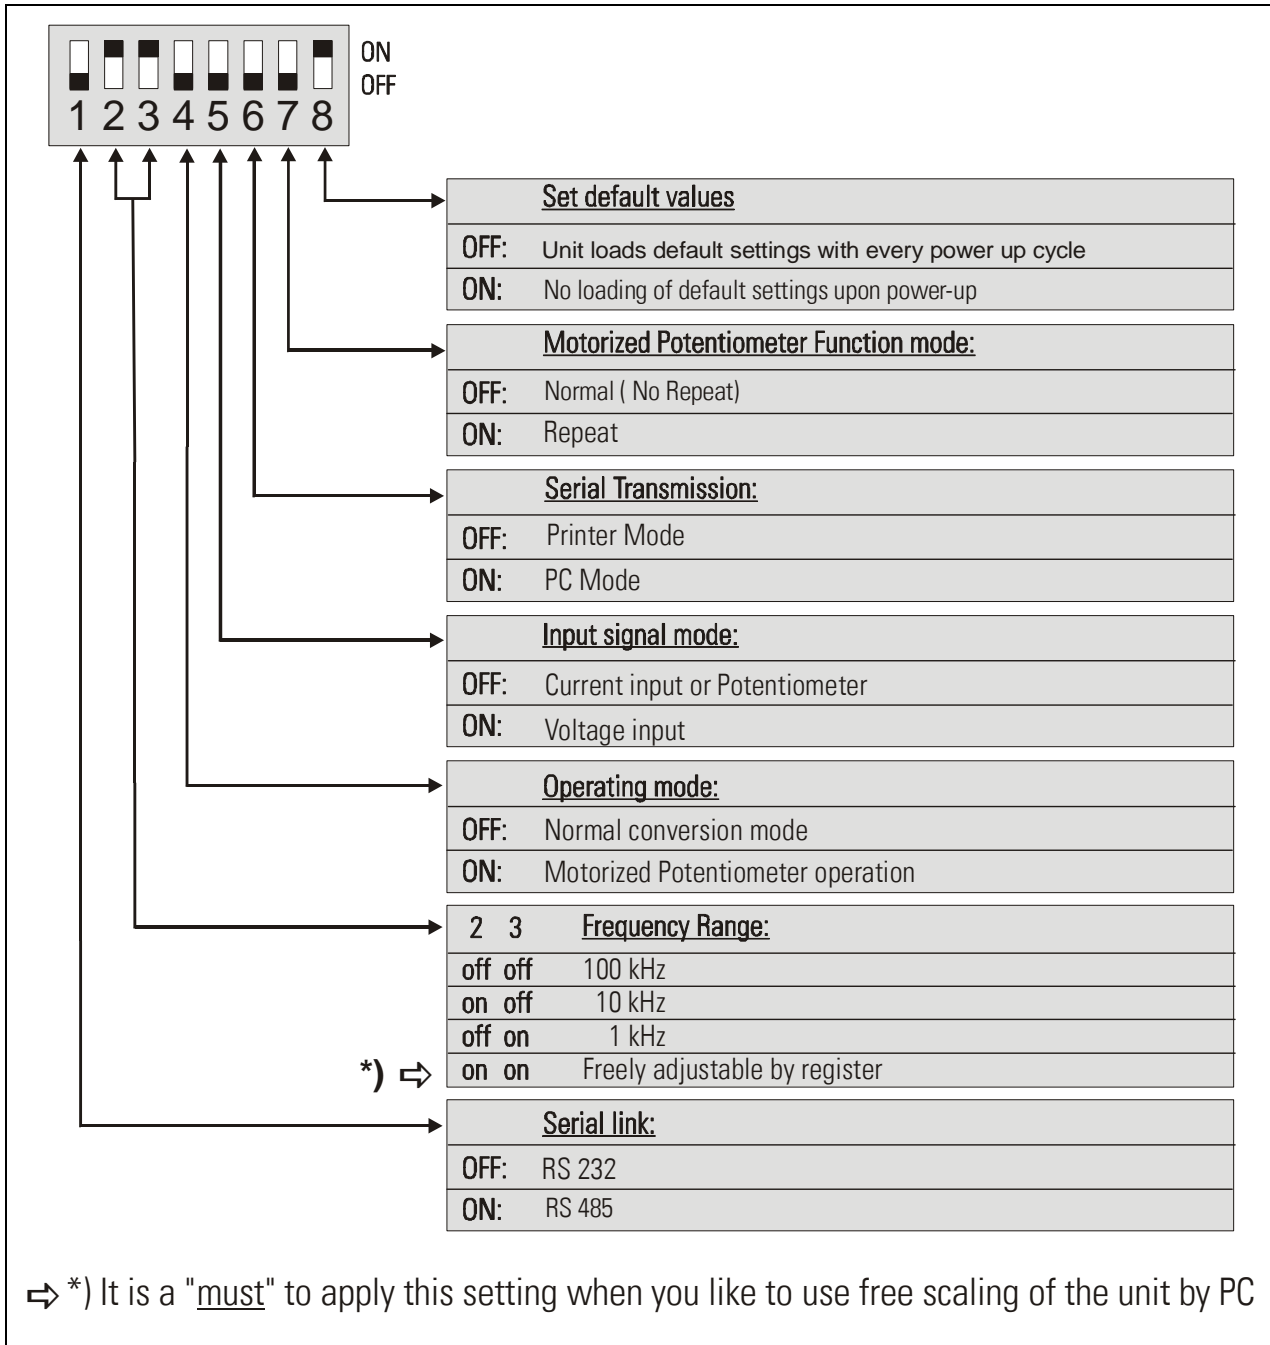 ON
OFF
1 2 3 4 5 6 7 8
Set default values
OFF: Unit loads default settings with every power up cycle
ON: No loading of default settings upon power-up
Motorized Potentiometer Function mode:
OFF: Normal ( No Repeat)
ON: Repeat
Serial Transmission:
OFF: Printer Mode
ON: PC Mode
Input signal mode:
OFF: Current input or Potentiometer
ON: Voltage input
Operating mode:
OFF: Normal conversion mode
ON: Motorized Potentiometer operation
2 3 Frequency Range:
off off 100 kHz
on off 10 kHz
off on 1 kHz
*) ⇨ on on Freely adjustable by register
Serial link:
OFF: RS 232
ON: RS 485
⇨ *) It is a "must" to apply this setting when you like to use free scaling of the unit by PC